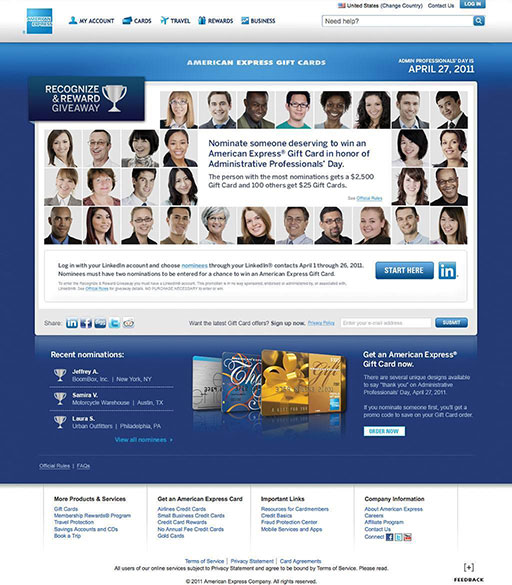 United States (Change Country) Contact Us LOG IN
AMERICAN EXPRESS
MY ACCOUNT CARDS TRAVEL REWARDS BUSINESS
Need help?
AMERICAN EXPRESS GIFT CARDS
ADMIN PROFESSIONALS' DAY IS
APRIL 27, 2011
RECOGNIZE
& REWARD
GIVEAWAY
Nominate someone deserving to win an
American Express® Gift Card in honor of
Administrative Professionals' Day.
The person with the most nominations gets a $2,500
Gift Card and 100 others get $25 Gift Cards.
See Official Rules
Log in with your LinkedIn account and choose nominees through your LinkedIn® contacts April 1 through 26, 2011.
Nominees must have two nominations to be entered for a chance to win an American Express Gift Card.
To enter the Recognize & Reward Giveaway you must have a LinkedIn account. This promotion is in no way sponsored, endorsed or administered by, or associated with,
LinkedIn®. See Official Rules for giveaway details. NO PURCHASE NECESSARY to enter or win.
START HERE in
Share:
Want the latest Gift Card offers? Sign up now. Privacy Policy
Enter your e-mail address
SUBMIT
Recent nominations:
Jeffrey A.
BoomBox, Inc. | New York, NY
Samira V.
Motorcycle Warehouse | Austin, TX
Laura S.
Urban Outfitters | Philadelphia, PA
View all nominees
Gift
Get an American Express®
Gift Card now.
There are several unique designs available
to say "thank you" on Administrative
Professionals' Day, April 27, 2011.
If you nominate someone first, you'll get a
promo code to save on your Gift Card order.
ORDER NOW
Official Rules | FAQs
More Products & Services
Gift Cards
Membership Rewards® Program
Travel Protection
Savings Accounts and CDs
Book a Trip
Get an American Express Card
Airline Credit Cards
Small Business Credit Cards
Credit Card Rewards
No Annual Fee Credit Cards
Gold Cards
Important Links
Resources for Cardmembers
Credit Basics
Fraud Protection Center
Mobile Services and Apps
Company Information
About American Express
Careers
Affiliate Program
Contact Us
Connect
Terms of Service | Privacy Statement | Card Agreements
All users of our online services subject to Privacy Statement and agree to be bound by Terms of Service. Please read.
© 2011 American Express Company. All rights reserved.
[+]
FEEDBACK